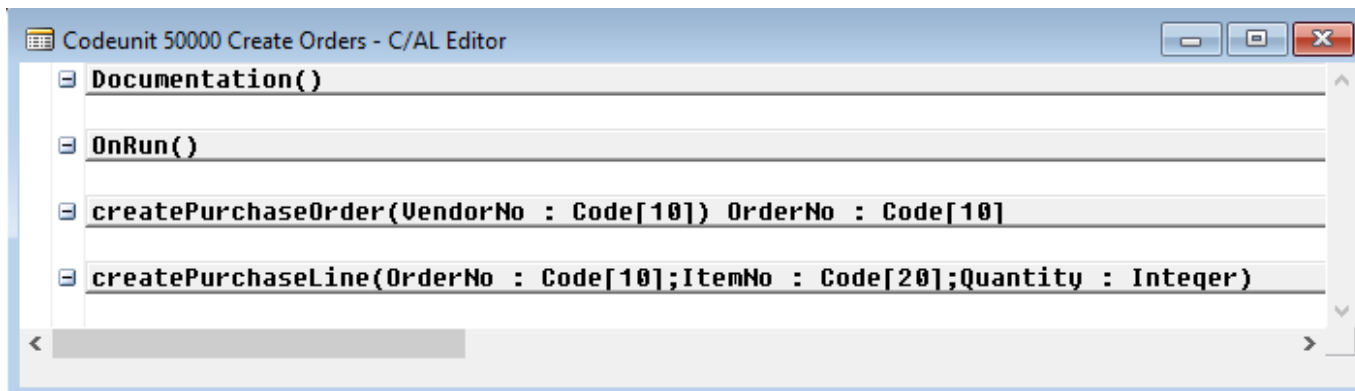 Codeunit 50000 Create Orders - C/AL Editor
Documentation()
OnRun()
createPurchaseOrder(VendorNo : Code[10]) OrderNo : Code[10]
createPurchaseLine(OrderNo : Code[10];ItemNo : Code[20];Quantity : Integer)